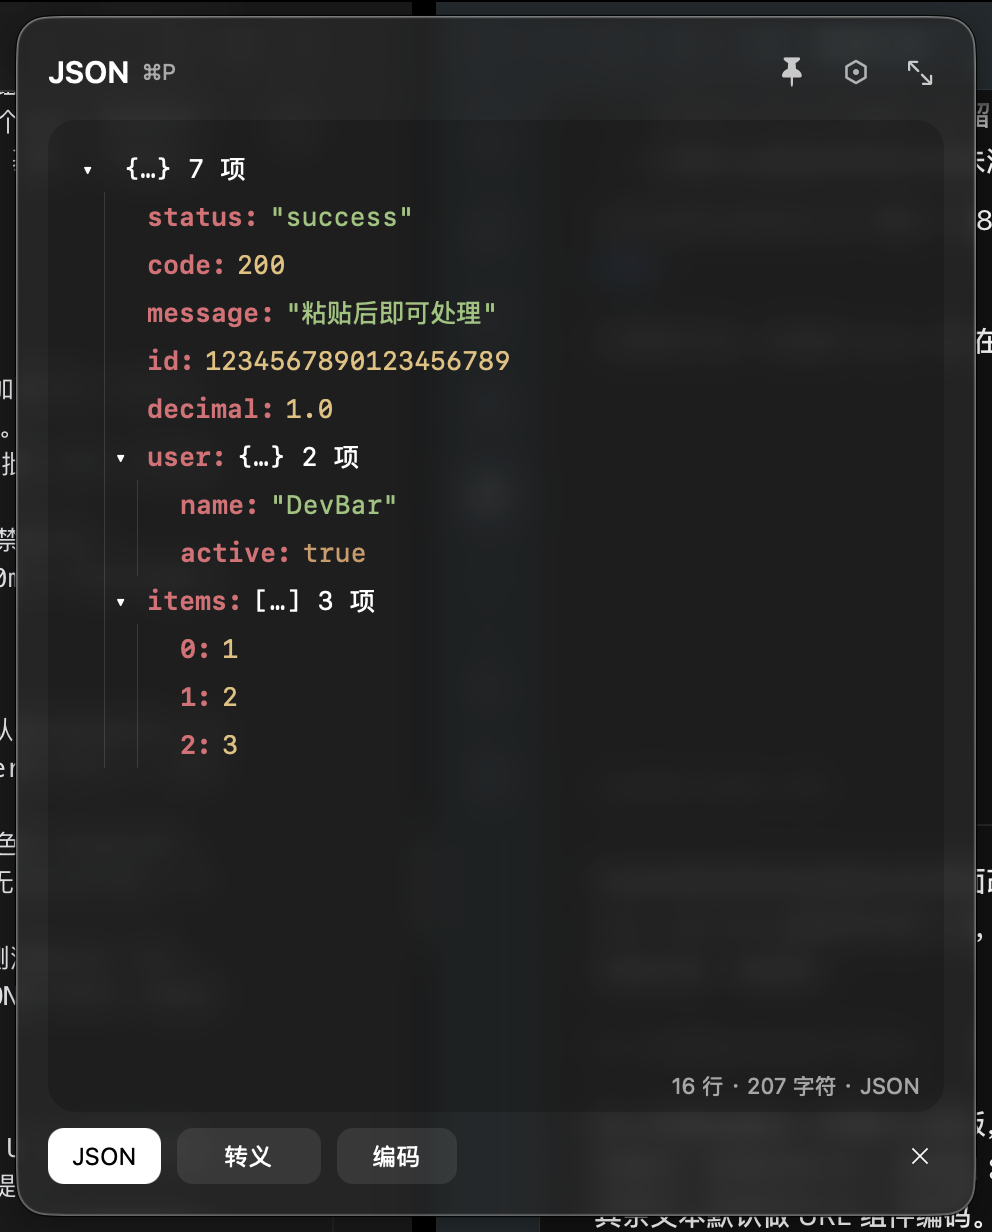 JSON ⌘P
▾ {…} 7 项
status: "success"
code: 200
message: "粘贴后即可处理"
id: 1234567890123456789
decimal: 1.0
▾ user: {…} 2 项
name: "DevBar"
active: true
▾ items: […] 3 项
0: 1
1: 2
2: 3
16 行 · 207 字符 · JSON
JSON 转义 编码